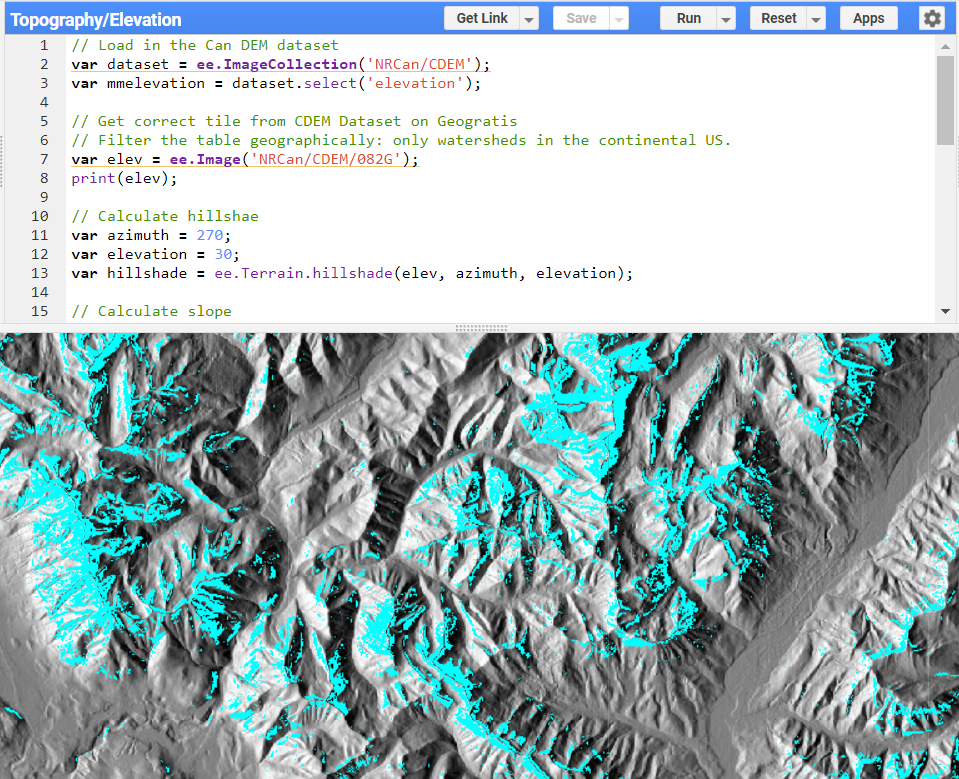 Topography/Elevation Get Link Save Run Reset Apps
1 // Load in the Can DEM dataset
2 var dataset = ee.ImageCollection('NRCan/CDEM');
3 var mmelevation = dataset.select('elevation');
4
5 // Get correct tile from CDEM Dataset on Geogratis
6 // Filter the table geographically: only watersheds in the continental US.
7 var elev = ee.Image('NRCan/CDEM/082G');
8 print(elev);
9
10 // Calculate hillshae
11 var azimuth = 270;
12 var elevation = 30;
13 var hillshade = ee.Terrain.hillshade(elev, azimuth, elevation);
14
15 // Calculate slope